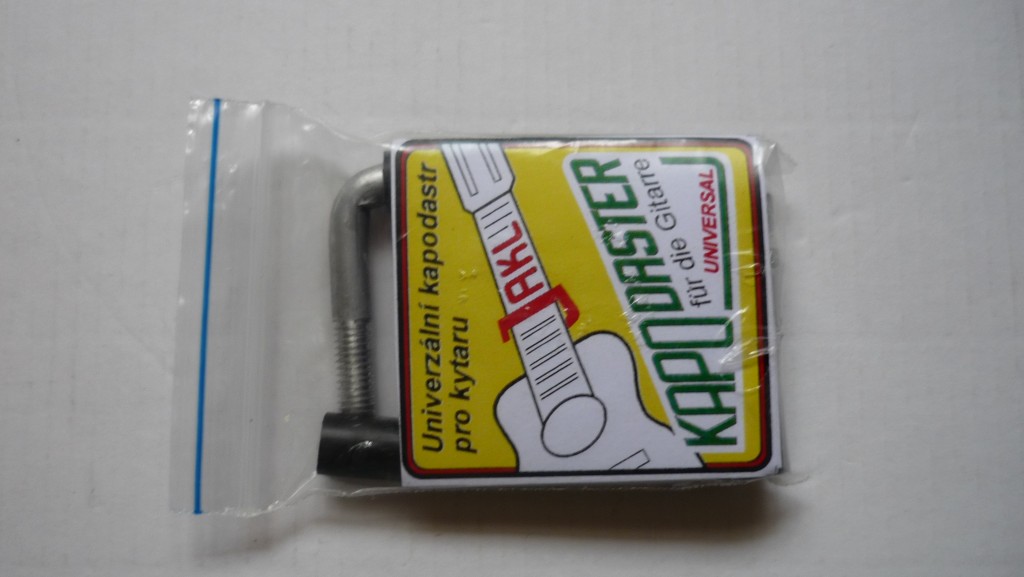 Univerzální kapodastr
pro kytaru
JAKL
KAPODASTER
für die Gitarre
UNIVERSAL